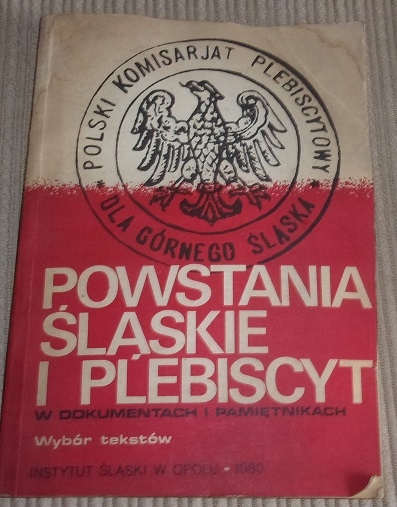 POLSKI KOMISARJAT PLEBISCYTOWY
DLA GÓRNEGO ŚLĄSKA
POWSTANIA
ŚLĄSKIE
I PLEBISCYT
W DOKUMENTACH I PAMIĘTNIKACH
Wybór tekstów
INSTYTUT ŚLĄSKI W OPOLU - 1980